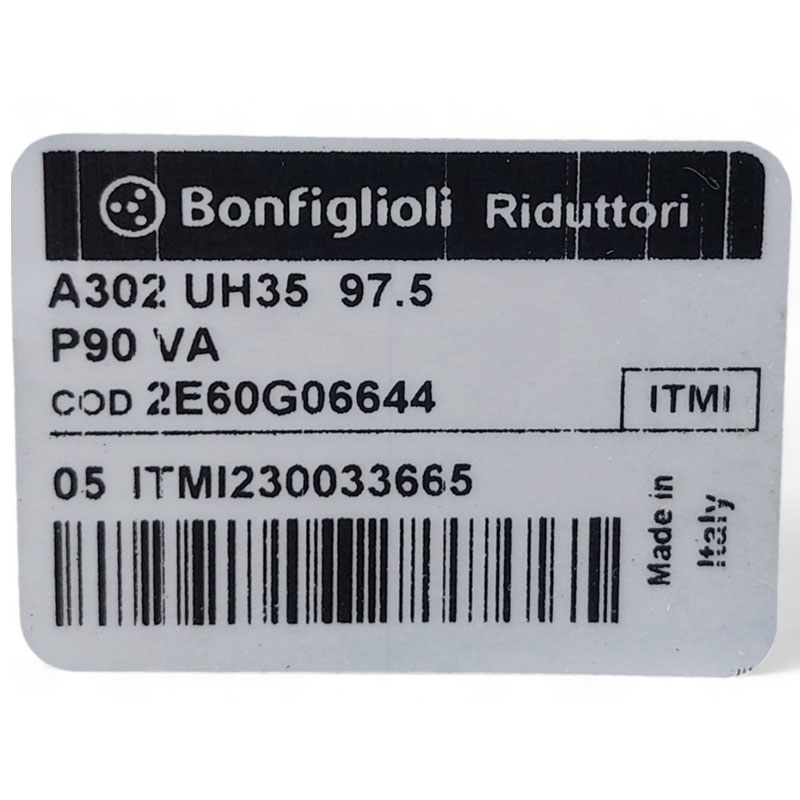 Bonfiglioli Riduttori
A302 UH35 97.5
P90 VA
COD 2E60G06644
ITMI
05 ITMI230033665
Made in
Italy